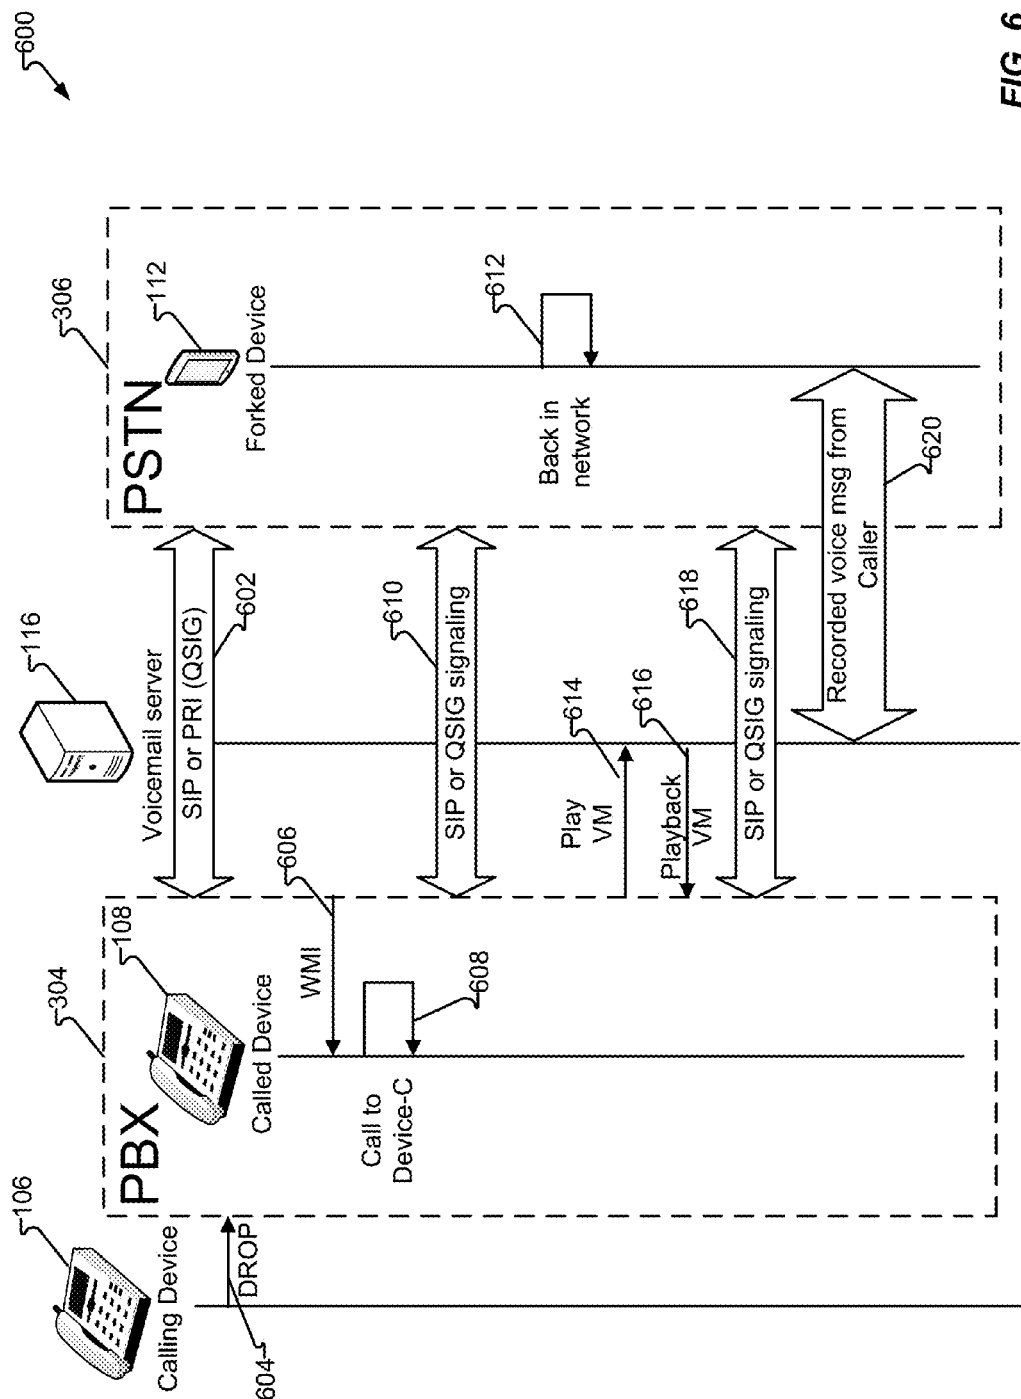 600
106
Calling Device
604
DROP
304
PBX
108
Called Device
606
WMI
608
Call to
Device-C
116
Voicemail server
SIP or PRI (QSIG)
602
610
SIP or QSIG signaling
614
Play
VM
616
Playback
VM
618
SIP or QSIG signaling
306
PSTN
112
Forked Device
612
Back in
network
Recorded voice msg from
Caller
620
FIG. 6